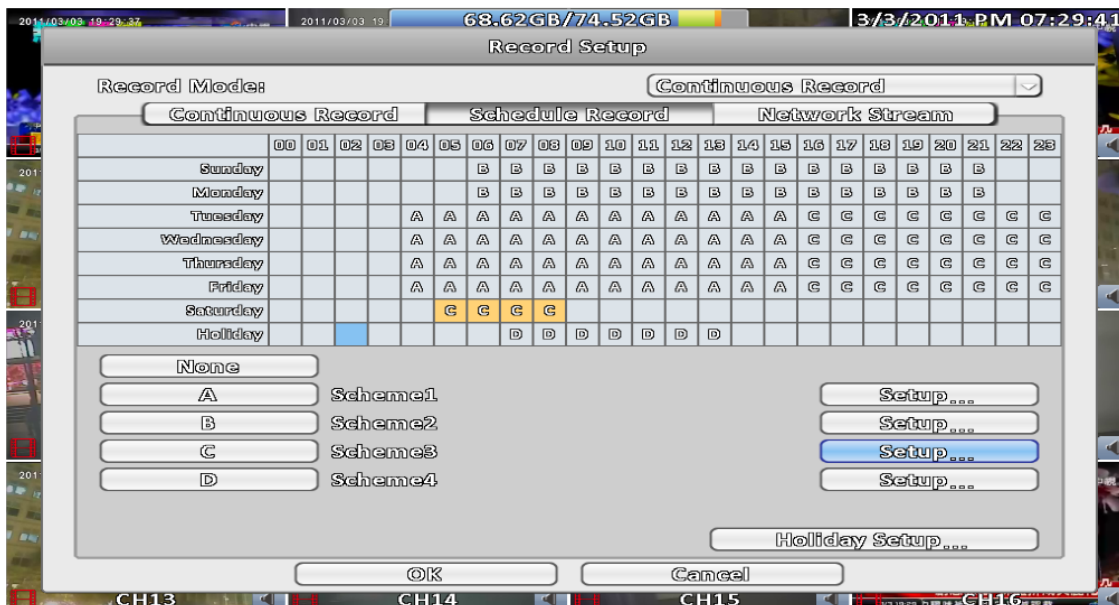 2011/03/03 19:29:37 2011/03/03 19 68.62GB/74.52GB 3/3/2011 PM 07:29:41
Record Setup
Record Mode: Continuous Record
Continuous Record Schedule Record Network Stream
00 01 02 03 04 05 06 07 08 09 10 11 12 13 14 15 16 17 18 19 20 21 22 23
Sunday B B B B B B B B B B B B B B B B
Monday B B B B B B B B B B B B B B B B
Tuesday A A A A A A A A A A A A C C C C C C C C
Wednesday A A A A A A A A A A A A C C C C C C C C
Thursday A A A A A A A A A A A A C C C C C C C C
Friday A A A A A A A A A A A A C C C C C C C C
Saturday C C C C
Holiday D D D D D D D
None
A Scheme1 Setup...
B Scheme2 Setup...
C Scheme3 Setup...
D Scheme4 Setup...
Holiday Setup...
OK Cancel
201
201
201
CH13 CH14 CH15 CH16